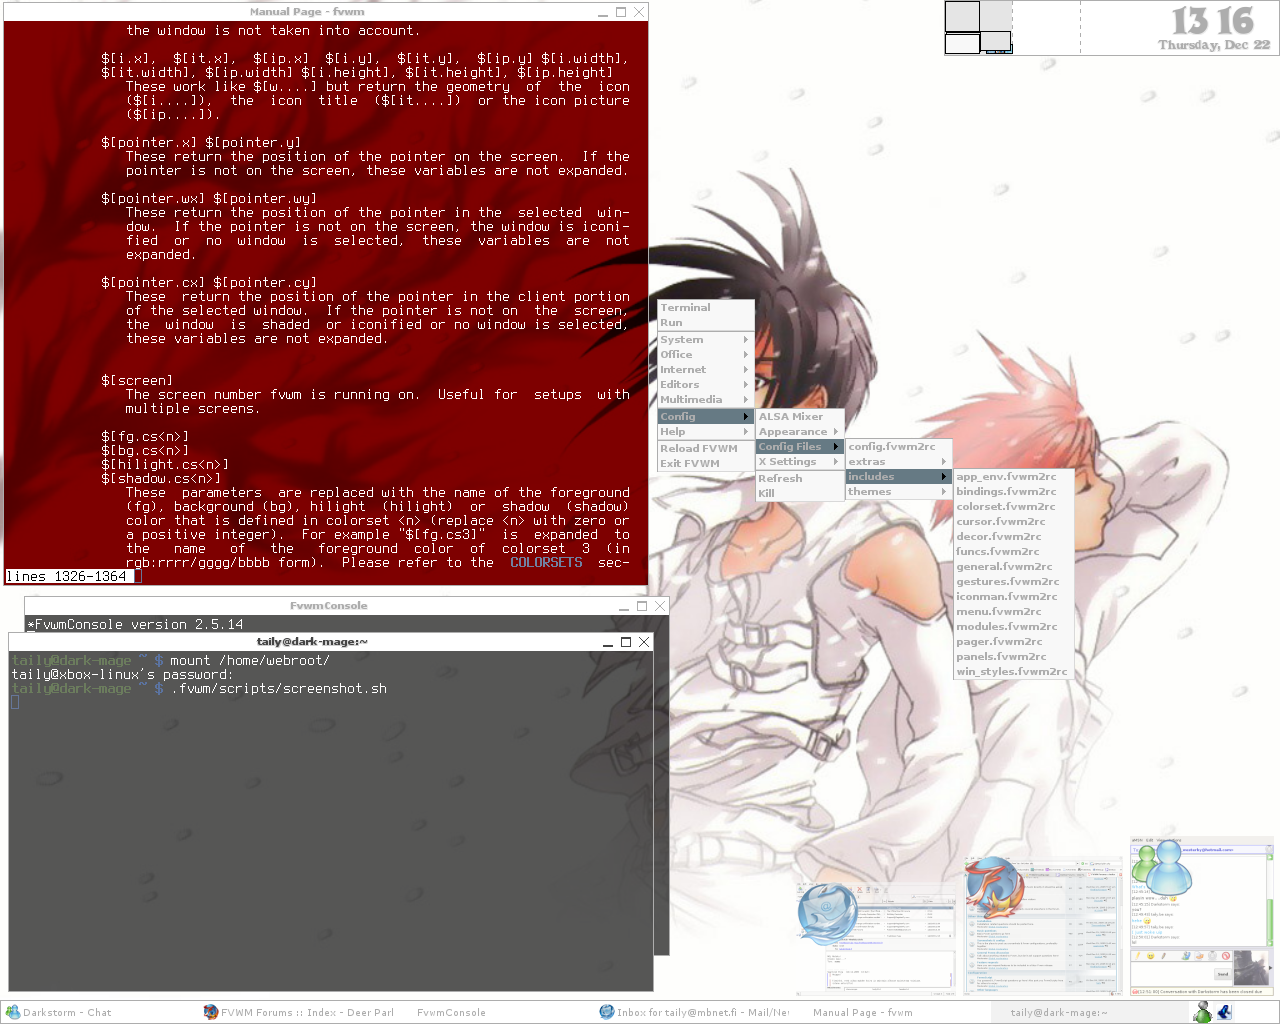 Manual Page - fvwm
the window is not taken into account.
$[i.x], $[it.x], $[ip.x] $[i.y], $[it.y], $[ip.y] $[i.width],
$[it.width], $[ip.width] $[i.height], $[it.height], $[ip.height]
These work like $[w....] but return the geometry of the icon
($[i....]), the icon title ($[it....]) or the icon picture
($[ip....]).
$[pointer.x] $[pointer.y]
These return the position of the pointer on the screen. If the
pointer is not on the screen, these variables are not expanded.
$[pointer.wx] $[pointer.wy]
These return the position of the pointer in the selected win-
dow. If the pointer is not on the screen, the window is iconi-
fied or no window is selected, these variables are not
expanded.
$[pointer.cx] $[pointer.cy]
These return the position of the pointer in the client portion
of the selected window. If the pointer is not on the screen,
the window is shaded or iconified or no window is selected,
these variables are not expanded.
$[screen]
The screen number fvwm is running on. Useful for setups with
multiple screens.
$[fg.cs<n>]
$[bg.cs<n>]
$[hilight.cs<n>]
$[shadow.cs<n>]
These parameters are replaced with the name of the foreground
(fg), background (bg), hilight (hilight) or shadow (shadow)
color that is defined in colorset <n> (replace <n> with zero or
a positive integer). For example "$[fg.cs3]" is expanded to
the name of the foreground color of colorset 3 (in
rgb:rrrr/gggg/bbbb form). Please refer to the COLORSETS sec-
lines 1326-1364
13 16
Thursday, Dec 22
Terminal
Run
System
Office
Internet
Editors
Multimedia
Config
Help
Reload FVWM
Exit FVWM
ALSA Mixer
Appearance
Config Files
X Settings
Refresh
Kill
config.fvwm2rc
extras
includes
themes
app_env.fvwm2rc
bindings.fvwm2rc
colorset.fvwm2rc
cursor.fvwm2rc
decor.fvwm2rc
funcs.fvwm2rc
general.fvwm2rc
gestures.fvwm2rc
iconman.fvwm2rc
menu.fvwm2rc
modules.fvwm2rc
pager.fvwm2rc
panels.fvwm2rc
win_styles.fvwm2rc
FvwmConsole
*FvwmConsole version 2.5.14
taily@dark-mage:~
taily@dark-mage ~ $ mount /home/webroot/
taily@xbox-linux's password:
taily@dark-mage ~ $ .fvwm/scripts/screenshot.sh
Send
Darkstorm - Chat
FVWM Forums :: Index - Deer Parl
FvwmConsole
Inbox for taily@mbnet.fi - Mail/Ne
Manual Page - fvwm
taily@dark-mage:~